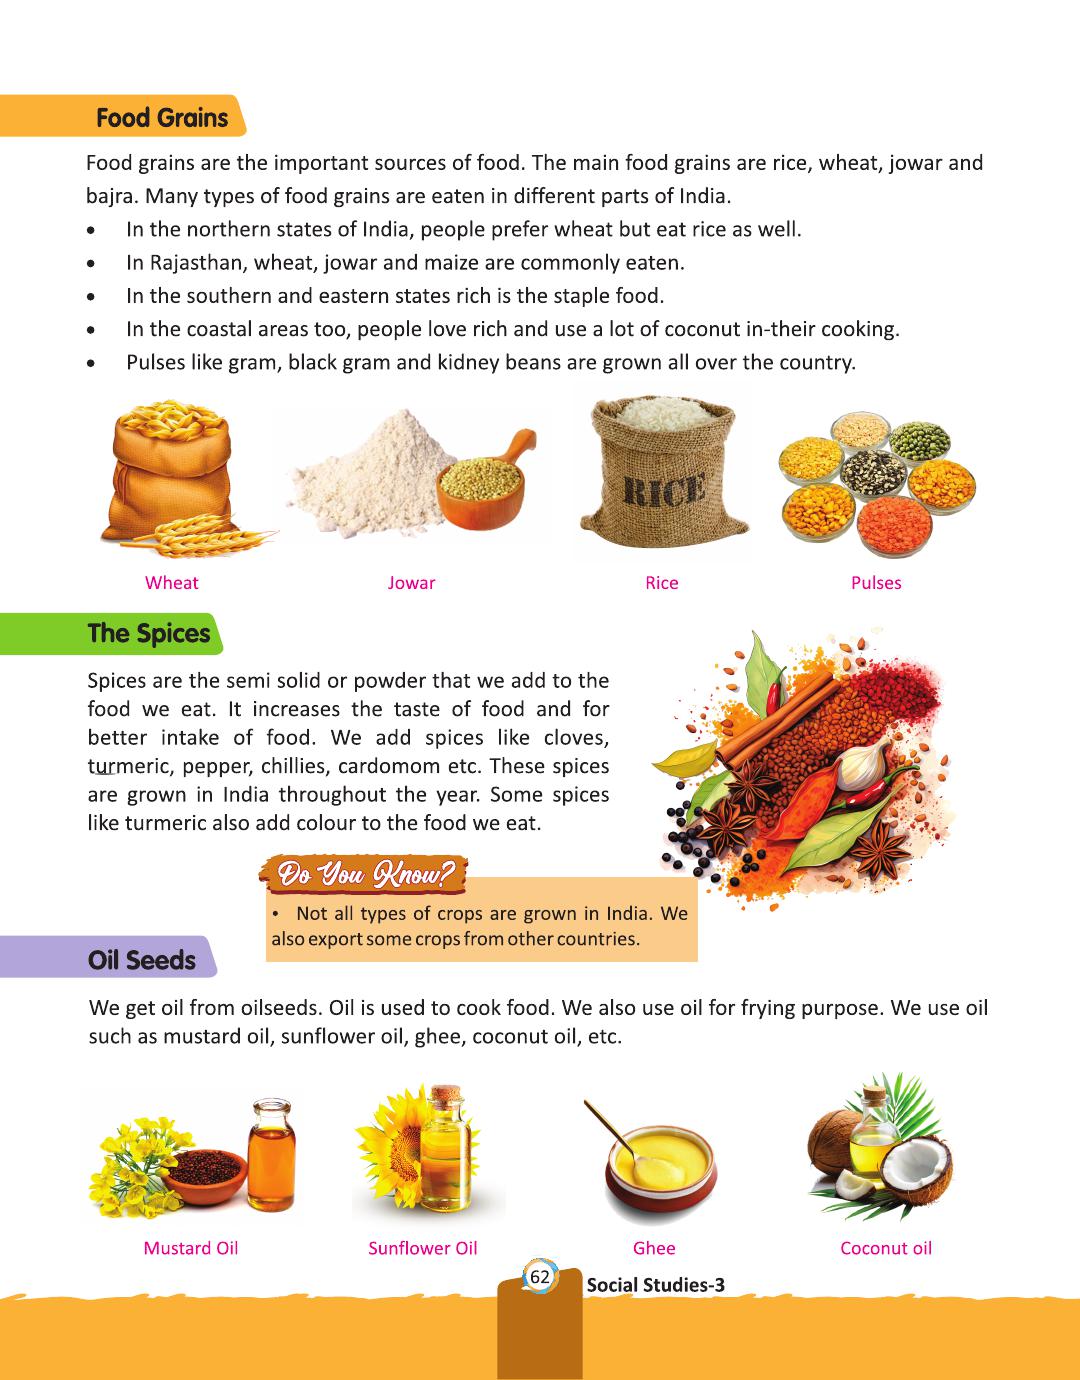 Food Grains
Food grains are the important sources of food. The main food grains are rice, wheat, jowar and
bajra. Many types of food grains are eaten in different parts of India.
• In the northern states of India, people prefer wheat but eat rice as well.
• In Rajasthan, wheat, jowar and maize are commonly eaten.
• In the southern and eastern states rich is the staple food.
• In the coastal areas too, people love rich and use a lot of coconut in-their cooking.
• Pulses like gram, black gram and kidney beans are grown all over the country.
RICE
Wheat Jowar Rice Pulses
The Spices
Spices are the semi solid or powder that we add to the
food we eat. It increases the taste of food and for
better intake of food. We add spices like cloves,
turmeric, pepper, chillies, cardomom etc. These spices
are grown in India throughout the year. Some spices
like turmeric also add colour to the food we eat.
Do You Know?
• Not all types of crops are grown in India. We
also export some crops from other countries.
Oil Seeds
We get oil from oilseeds. Oil is used to cook food. We also use oil for frying purpose. We use oil
such as mustard oil, sunflower oil, ghee, coconut oil, etc.
Mustard Oil Sunflower Oil Ghee Coconut oil
62 Social Studies-3